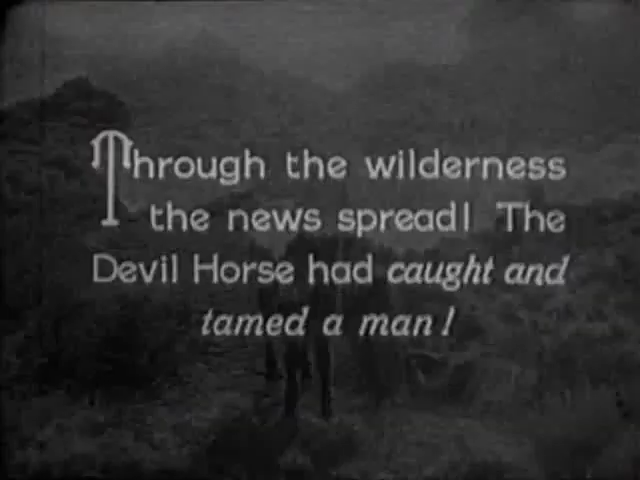 Through the wilderness
the news spread! The
Devil Horse had caught and
tamed a man!